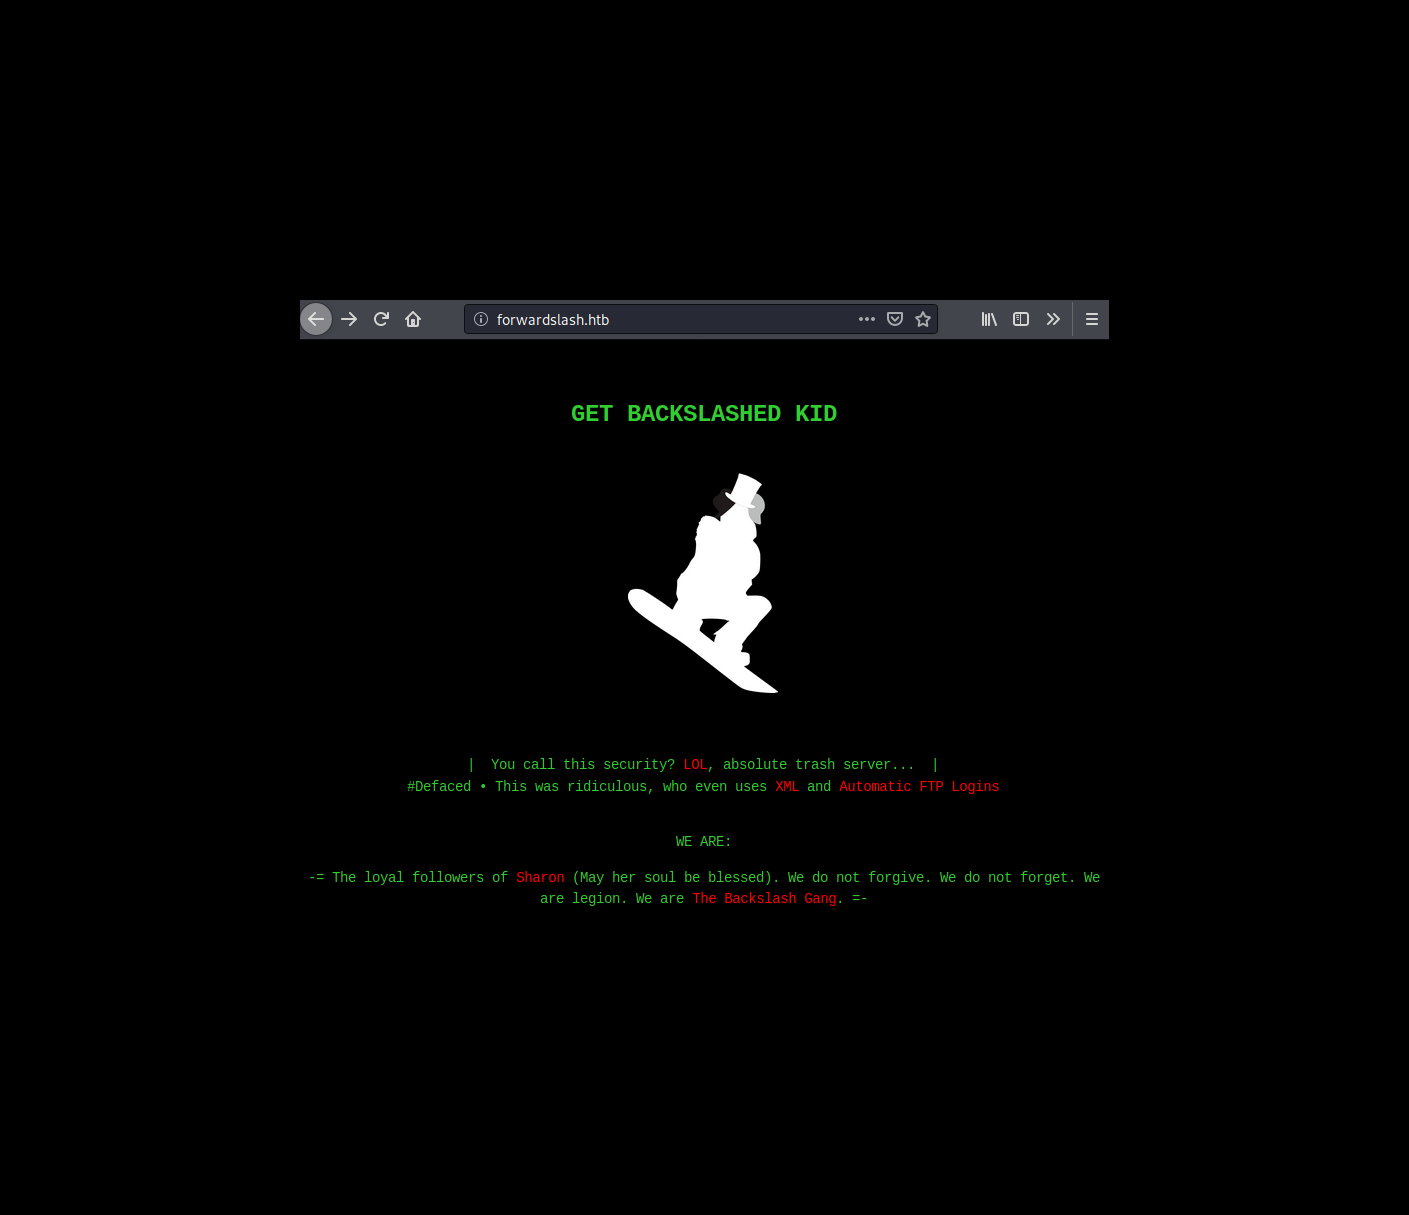 forwardslash.htb
GET BACKSLASHED KID
| You call this security? LOL, absolute trash server... |
#Defaced • This was ridiculous, who even uses XML and Automatic FTP Logins
WE ARE:
-= The loyal followers of Sharon (May her soul be blessed). We do not forgive. We do not forget. We
are legion. We are The Backslash Gang. =-